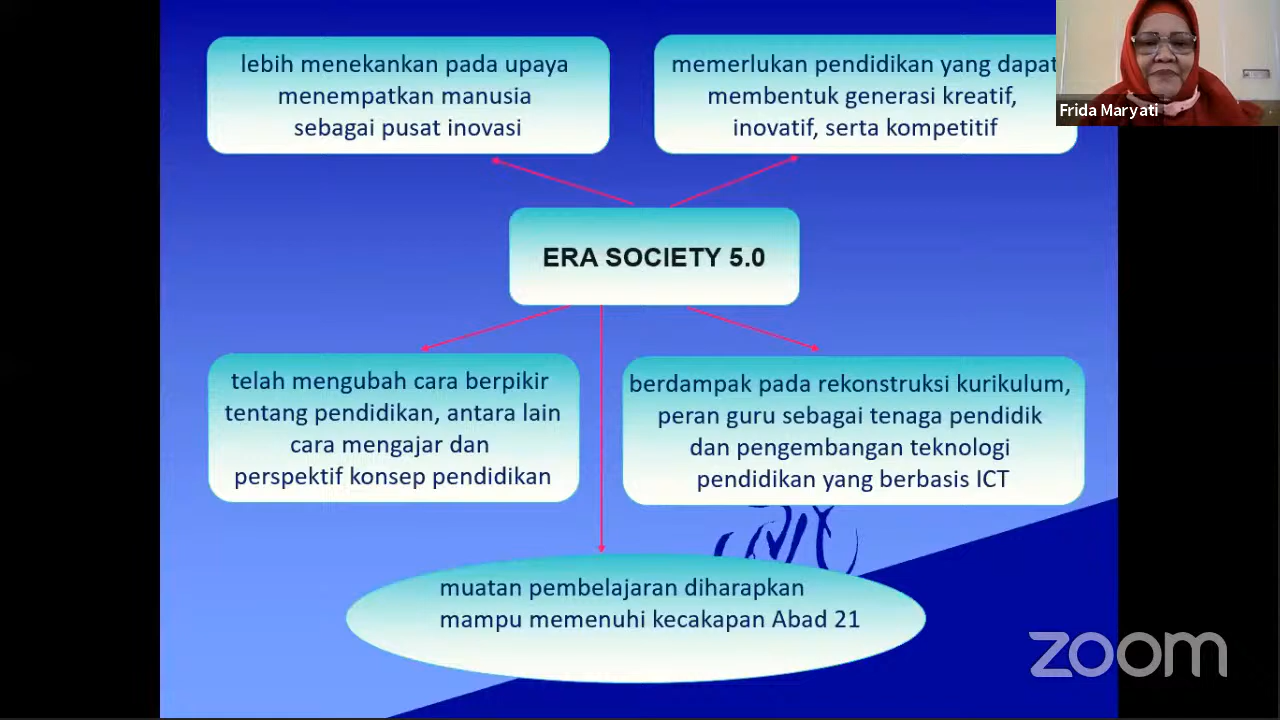 lebih menekankan pada upaya
menempatkan manusia
sebagai pusat inovasi
memerlukan pendidikan yang dapat
membentuk generasi kreatif,
inovatif, serta kompetitif
Frida Maryati
ERA SOCIETY 5.0
telah mengubah cara berpikir
tentang pendidikan, antara lain
cara mengajar dan
perspektif konsep pendidikan
berdampak pada rekonstruksi kurikulum,
peran guru sebagai tenaga pendidik
dan pengembangan teknologi
pendidikan yang berbasis ICT
muatan pembelajaran diharapkan
mampu memenuhi kecakapan Abad 21
zoom